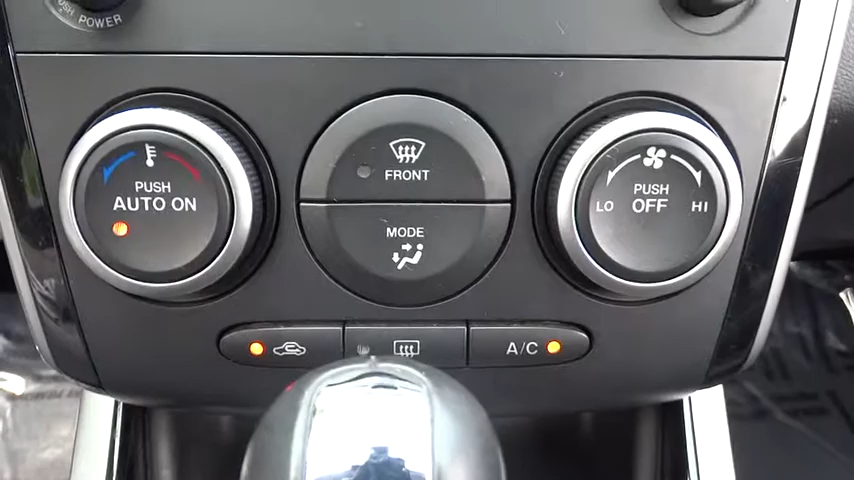 PUSH POWER
PUSH
AUTO ON
FRONT
MODE
PUSH
OFF
LO
HI
A/C